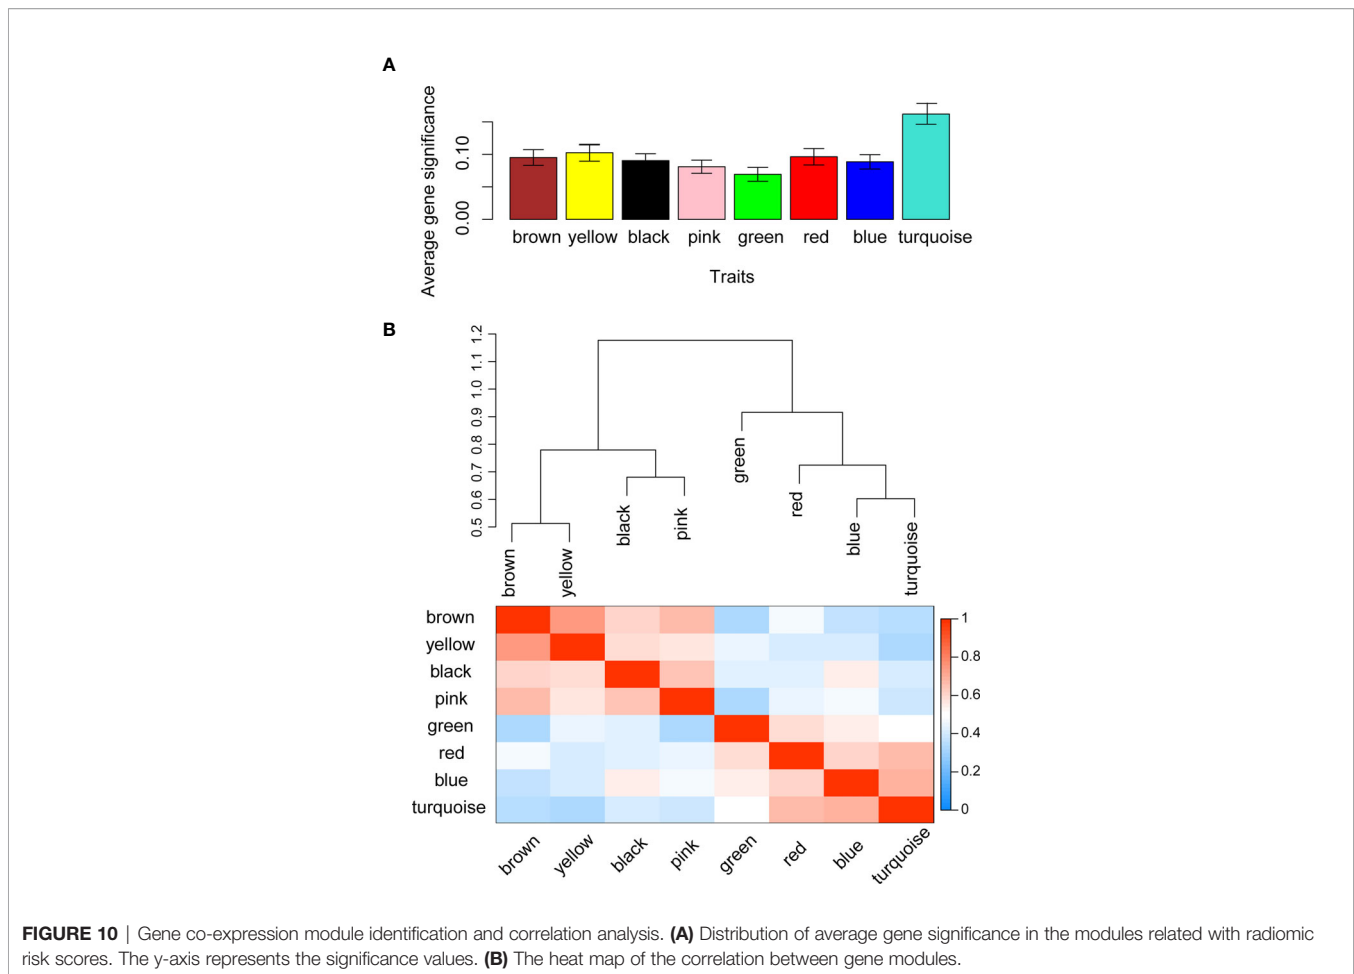 A
Average gene significance
0.10
0.00
brown yellow black pink green red blue turquoise
Traits
B
1.2
1.1
1.0
0.9
0.8
0.7
0.6
0.5
brown
yellow
black
pink
green
red
blue
turquoise
brown
yellow
black
pink
green
red
blue
turquoise
1
0.8
0.6
0.4
0.2
0
brown yellow black pink green red blue turquoise
FIGURE 10 | Gene co-expression module identification and correlation analysis. (A) Distribution of average gene significance in the modules related with radiomic
risk scores. The y-axis represents the significance values. (B) The heat map of the correlation between gene modules.